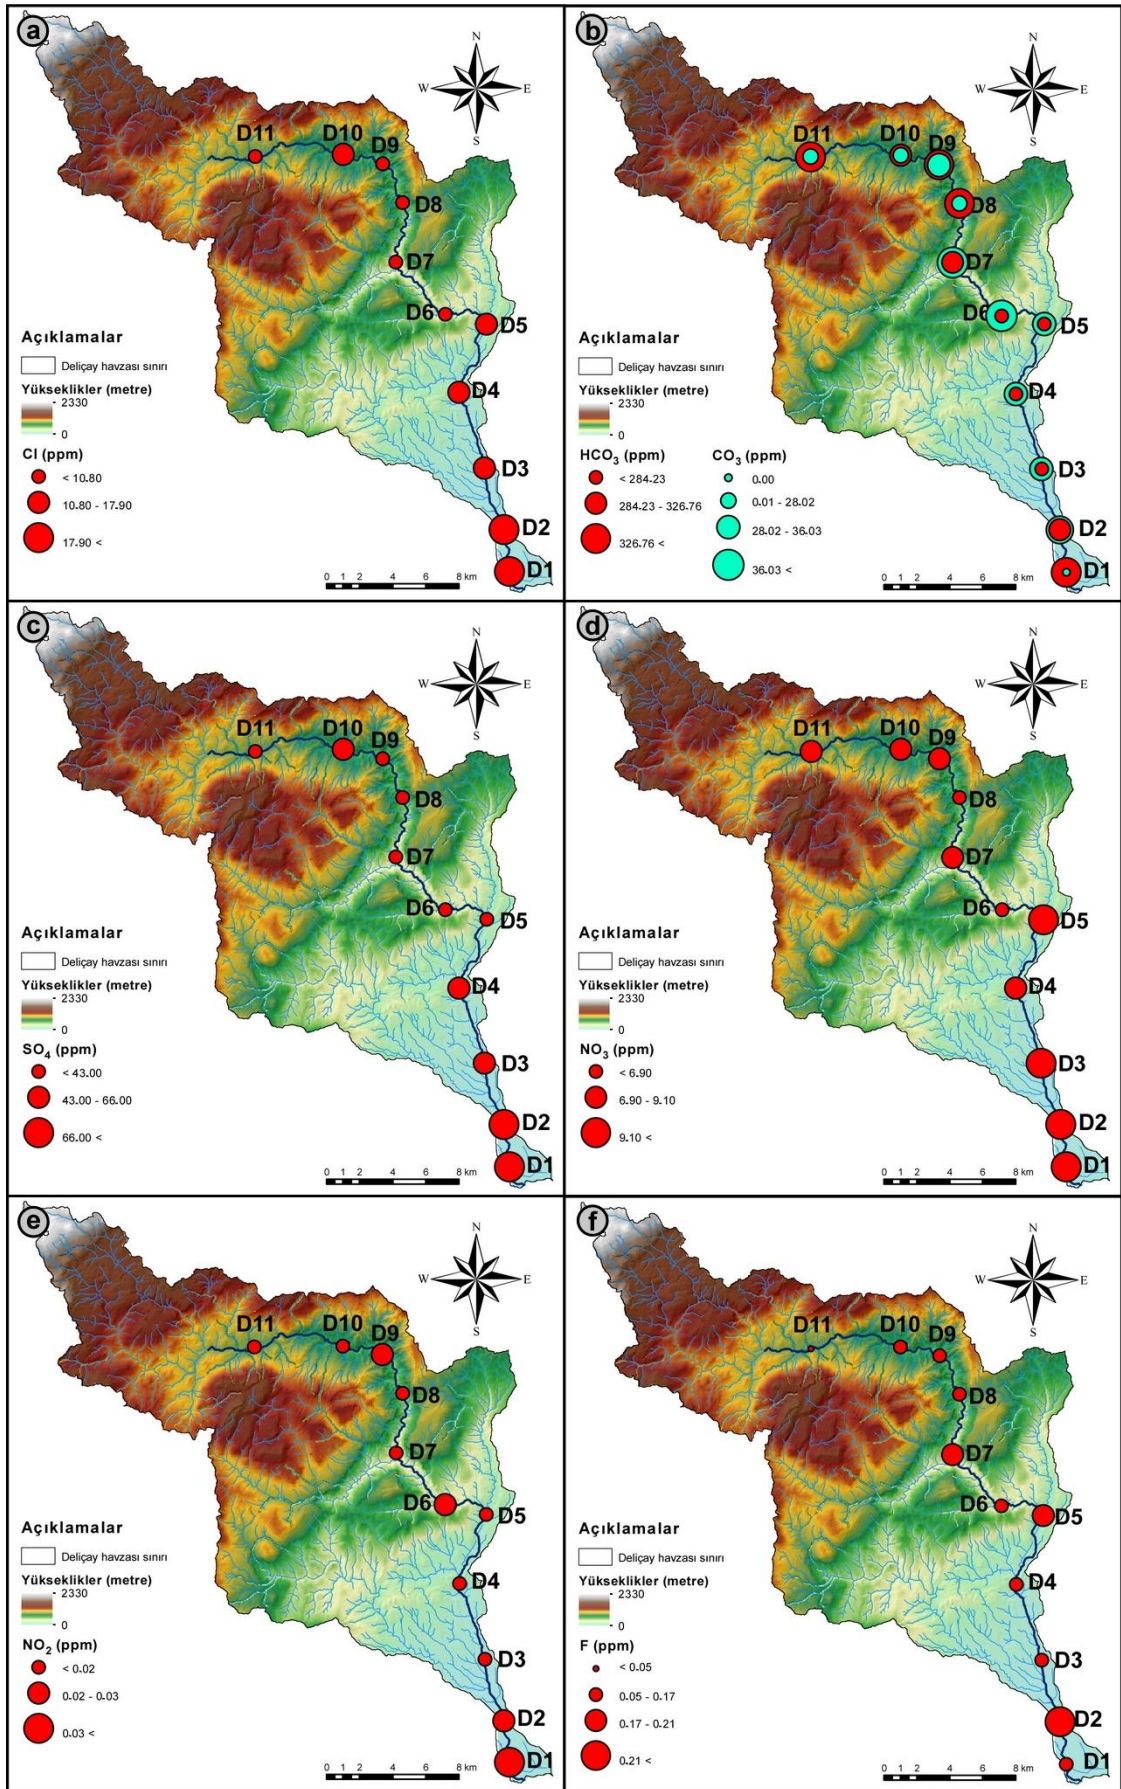 a
N
W E
S
D11 D10 D9
D8
D7
D6 D5
D4
D3
D2
D1
Açıklamalar
Deliçay havzası sınırı
Yükseklikler (metre)
2330
0
Cl (ppm)
< 10.80
10.80 - 17.90
17.90 <
0 1 2 4 6 8 km
b
N
W E
S
D11 D10 D9
D8
D7
D6 D5
D4
D3
D2
D1
Açıklamalar
Deliçay havzası sınırı
Yükseklikler (metre)
2330
0
HCO₃ (ppm) CO₃ (ppm)
< 284.23 0.00
284.23 - 326.76 0.01 - 28.02
326.76 < 28.02 - 36.03
36.03 <
0 1 2 4 6 8 km
c
N
W E
S
D11 D10 D9
D8
D7
D6 D5
D4
D3
D2
D1
Açıklamalar
Deliçay havzası sınırı
Yükseklikler (metre)
2330
0
SO₄ (ppm)
< 43.00
43.00 - 66.00
66.00 <
0 1 2 4 6 8 km
d
N
W E
S
D11 D10 D9
D8
D7
D6 D5
D4
D3
D2
D1
Açıklamalar
Deliçay havzası sınırı
Yükseklikler (metre)
2330
0
NO₃ (ppm)
< 6.90
6.90 - 9.10
9.10 <
0 1 2 4 6 8 km
e
N
W E
S
D11 D10 D9
D8
D7
D6 D5
D4
D3
D2
D1
Açıklamalar
Deliçay havzası sınırı
Yükseklikler (metre)
2330
0
NO₂ (ppm)
< 0.02
0.02 - 0.03
0.03 <
0 1 2 4 6 8 km
f
N
W E
S
D11 D10 D9
D8
D7
D6 D5
D4
D3
D2
D1
Açıklamalar
Deliçay havzası sınırı
Yükseklikler (metre)
2330
0
F (ppm)
< 0.05
0.05 - 0.17
0.17 - 0.21
0.21 <
0 1 2 4 6 8 km